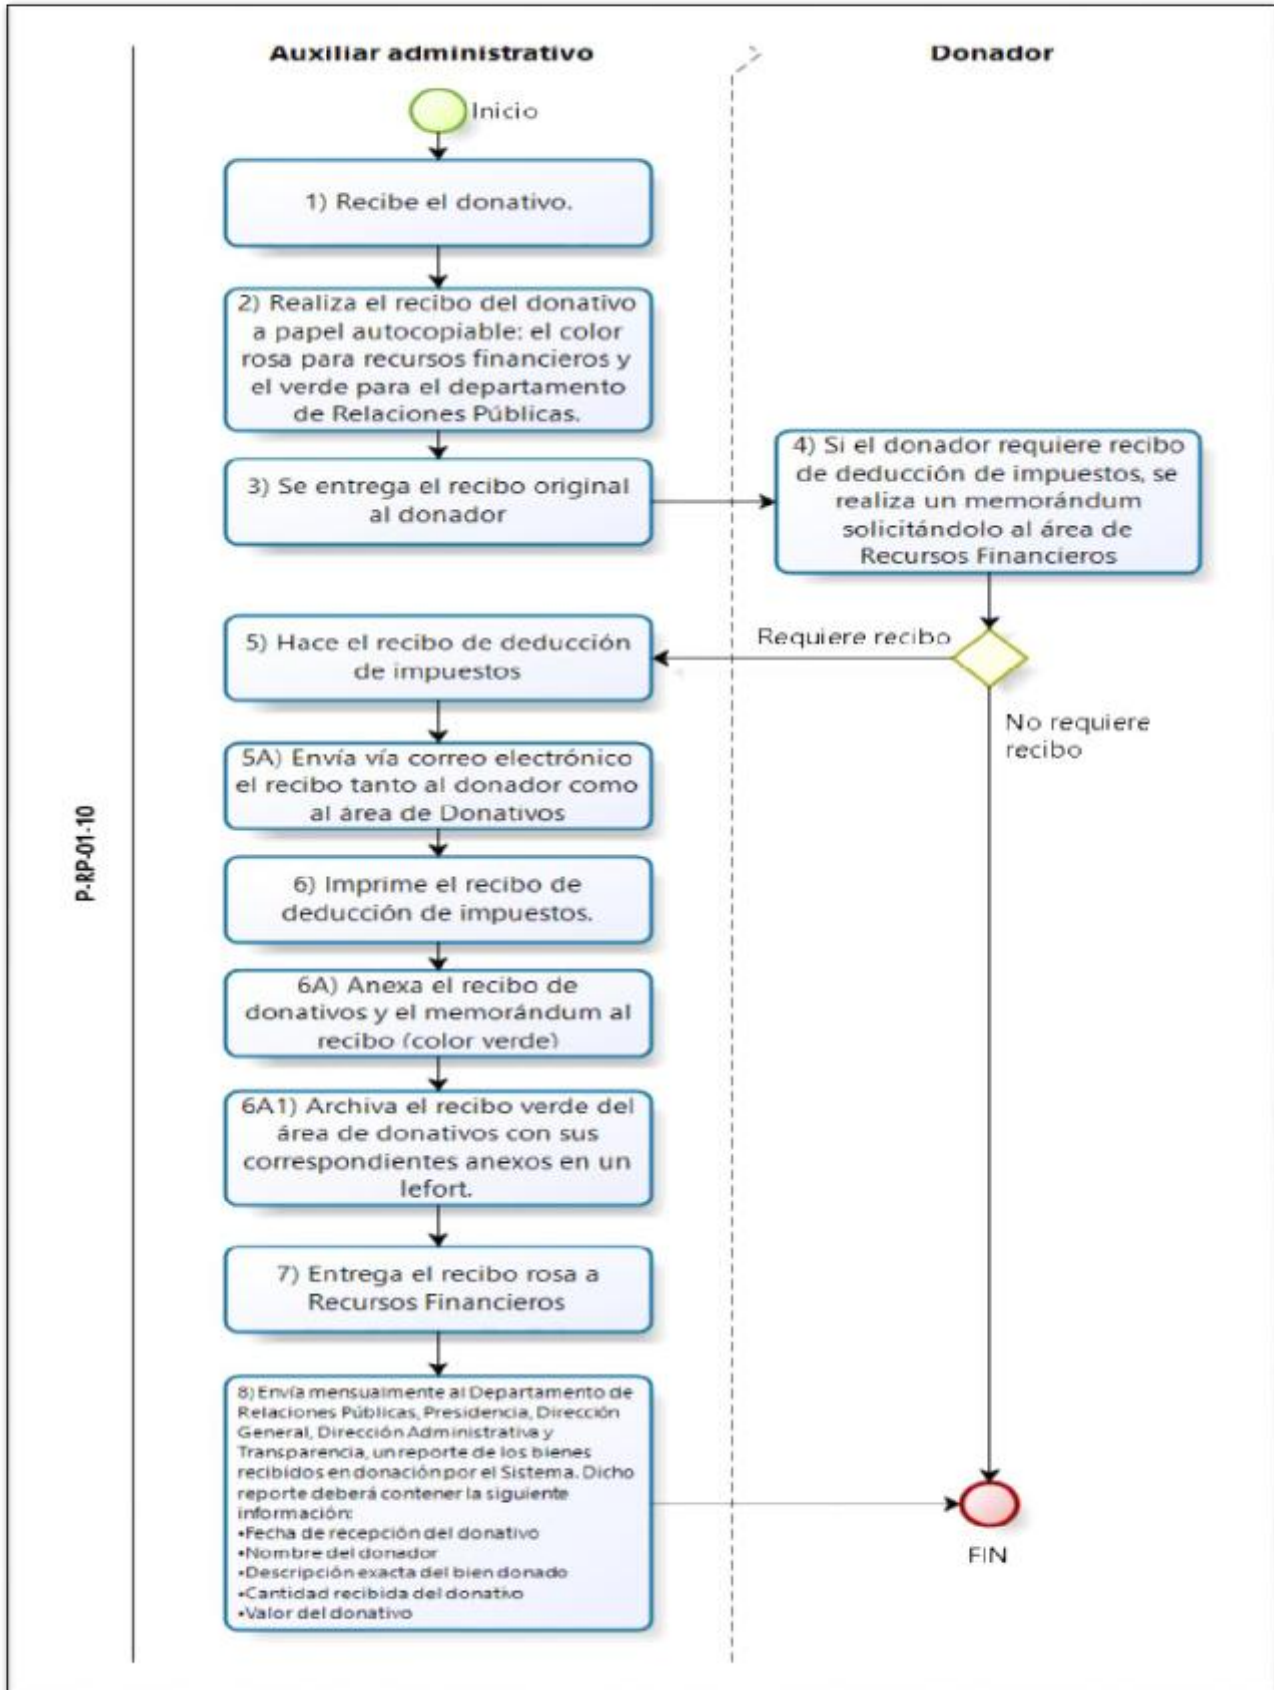 Auxiliar administrativo
Donador
Inicio
1) Recibe el donativo.
2) Realiza el recibo del donativo
a papel autocopiable: el color
rosa para recursos financieros y
el verde para el departamento
de Relaciones Públicas.
3) Se entrega el recibo original
al donador
4) Si el donador requiere recibo
de deducción de impuestos, se
realiza un memorándum
solicitándolo al área de
Recursos Financieros
Requiere recibo
No requiere
recibo
5) Hace el recibo de deducción
de impuestos
5A) Envía vía correo electrónico
el recibo tanto al donador como
al área de Donativos
6) Imprime el recibo de
deducción de impuestos.
6A) Anexa el recibo de
donativos y el memorándum al
recibo (color verde)
6A1) Archiva el recibo verde del
área de donativos con sus
correspondientes anexos en un
lefort.
7) Entrega el recibo rosa a
Recursos Financieros
8) Envía mensualmente al Departamento de
Relaciones Públicas, Presidencia, Dirección
General, Dirección Administrativa y
Transparencia, un reporte de los bienes
recibidos en donación por el Sistema. Dicho
reporte deberá contener la siguiente
información:
•Fecha de recepción del donativo
•Nombre del donador
•Descripción exacta del bien donado
•Cantidad recibida del donativo
•Valor del donativo
FIN
P-RP-01-10